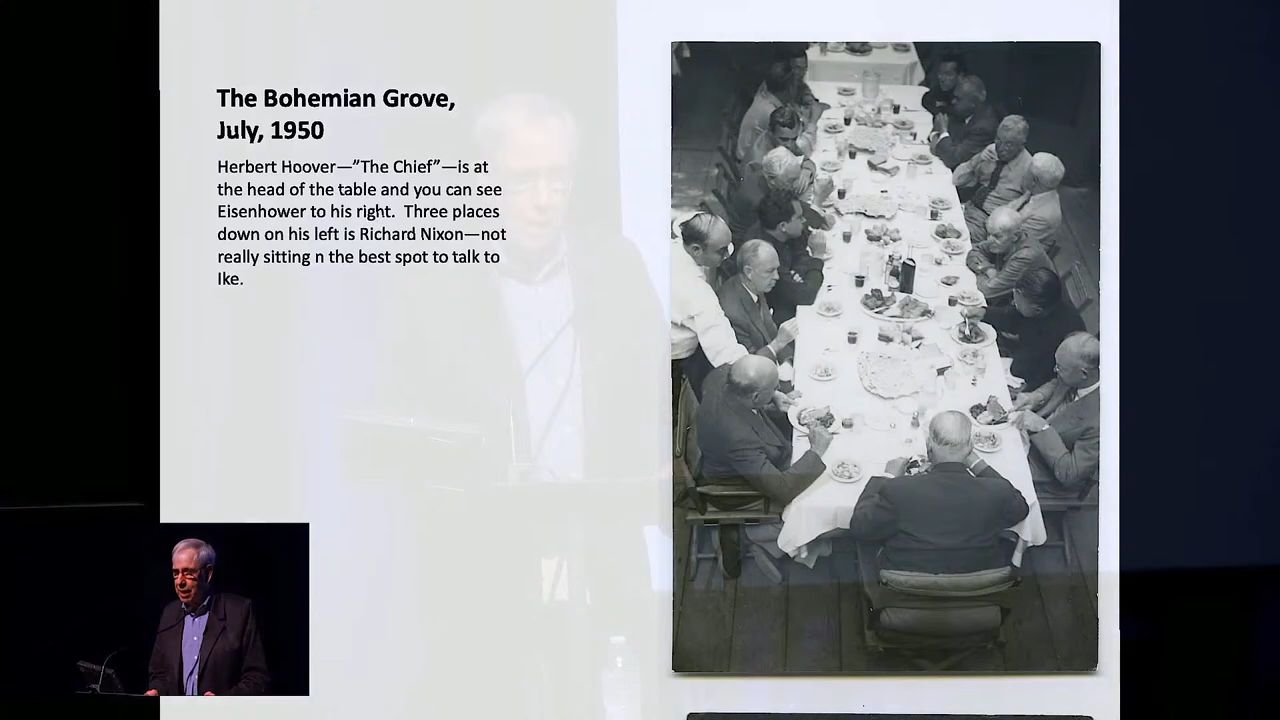 The Bohemian Grove,
July, 1950
Herbert Hoover—”The Chief”—is at
the head of the table and you can see
Eisenhower to his right.  Three places
down on his left is Richard Nixon—not
really sitting n the best spot to talk to
Ike.